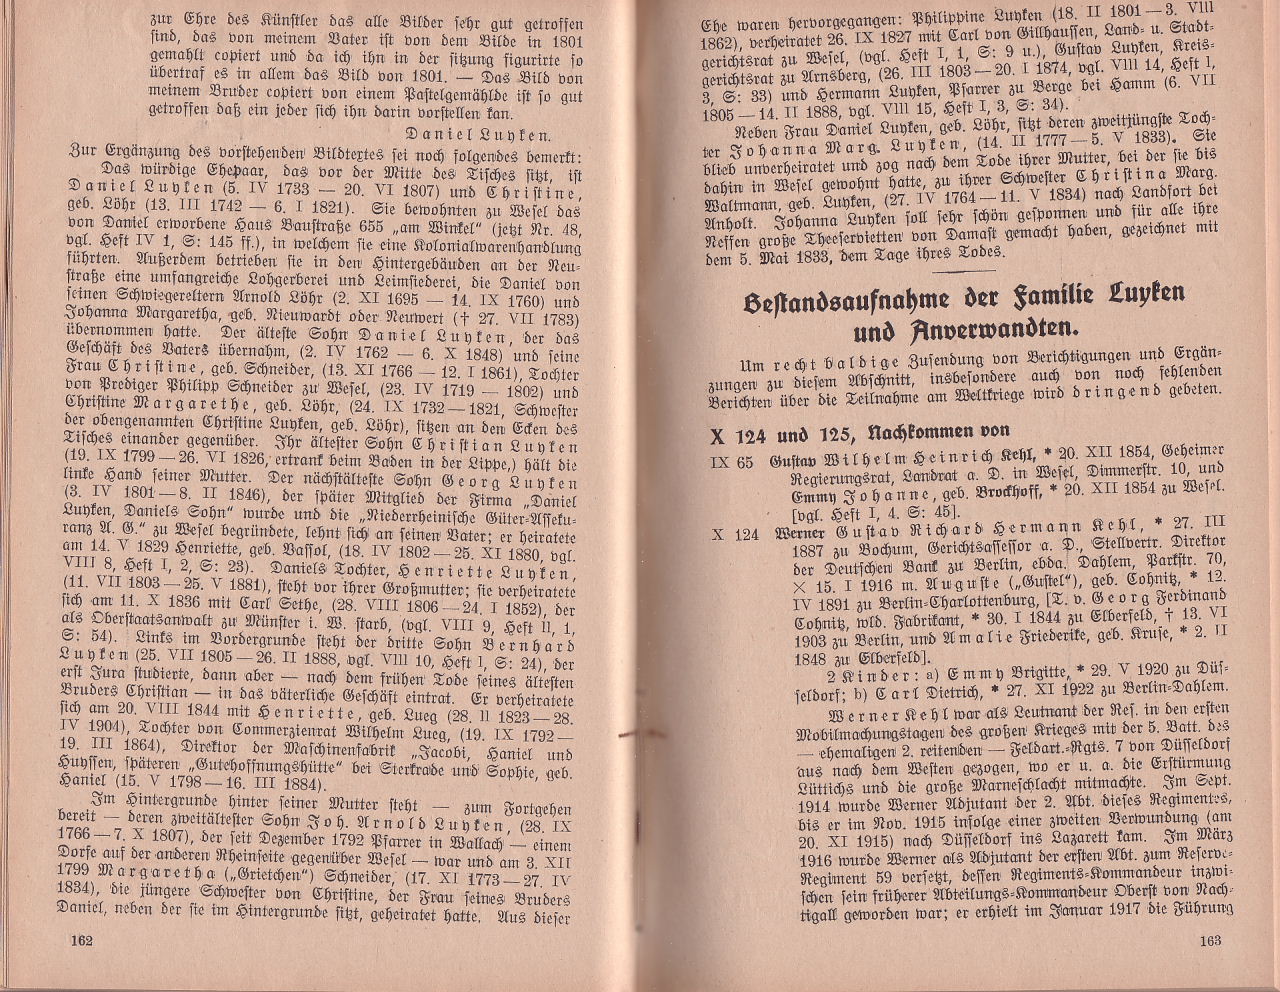 zur Ehre des Künstler das alle Bilder sehr gut getroffen
sind, das von meinem Vater ist von dem Bilde in 1801
gemahlt copiert und da ich ihn in der sitzung figurirte so
übertraf es in allem das Bild von 1801. — Das Bild von
meinem Bruder copiert von einem Pastelgemählde ist so gut
getroffen daß ein jeder sich ihn darin vorstellen kan.
Daniel Luyken.
Zur Ergänzung des vorstehenden Bildtextes sei noch folgendes bemerkt:
Das würdige Ehepaar, das vor der Mitte des Tisches sitzt, ist
Daniel Luyken (5. IV 1733 — 20. VI 1807) und Christine,
geb. Löhr (13. III 1742 — 6. I 1821). Sie bewohnten zu Wesel das
von Daniel erworbene Haus Baustraße 655 „am Winkel“ (jetzt Nr. 48,
vgl. Heft IV 1, S: 145 ff.), in welchem sie eine Kolonialwarenhandlung
führten. Außerdem betrieben sie in den Hintergebäuden an der Neu-
straße eine umfangreiche Lohgerberei und Leimsiederei, die Daniel von
seinen Schwiegereltern Arnold Löhr (2. XI 1695 — 14. IX 1760) und
Johanna Margaretha, geb. Nieuwardt oder Neuwert († 27. VII 1783)
übernommen hatte. Der älteste Sohn Daniel Luyken, der das
Geschäft des Vaters übernahm, (2. IV 1762 — 6. X 1848) und seine
Frau Christine, geb. Schneider, (13. XI 1766 — 12. I 1861), Tochter
von Prediger Philipp Schneider zu Wesel, (23. IV 1719 — 1802) und
Christine Margarethe, geb. Löhr, (24. IX 1732—1821, Schwester
der obengenannten Christine Luyken, geb. Löhr), sitzen an den Ecken des
Tisches einander gegenüber. Ihr ältester Sohn Christian Luyken
(19. IX 1799 — 26. VI 1826, ertrank beim Baden in der Lippe,) hält die
linke Hand seiner Mutter. Der nächstälteste Sohn Georg Luyken
(3. IV 1801—8. II 1846), der später Mitglied der Firma „Daniel
Luyken, Daniels Sohn“ wurde und die „Niederrheinische Güter-Asseku-
ranz A. G.“ zu Wesel begründete, lehnt sich an seinen Vater; er heiratete
am 14. V 1829 Henriette, geb. Bassol, (18. IV 1802—25. XI 1880, vgl.
VIII 8, Heft I, 2, S: 23). Daniels Tochter, Henriette Luyken,
(11. VII 1803—25. V 1881), steht vor ihrer Großmutter; sie verheiratete
sich am 11. X 1836 mit Carl Sethe, (28. VIII 1806—24. I 1852), der
als Oberstaatsanwalt zu Münster i. W. starb, (vgl. VIII 9, Heft II, 1,
S: 54). Links im Vordergrunde steht der dritte Sohn Bernhard
Luyken (25. VII 1805—26. II 1888, vgl. VIII 10, Heft I, S: 24), der
erst Jura studierte, dann aber — nach dem frühen Tode seines ältesten
Bruders Christian — in das väterliche Geschäft eintrat. Er verheiratete
sich am 20. VIII 1844 mit Henriette, geb. Lueg (28. II 1823—28.
IV 1904), Tochter von Commerzienrat Wilhelm Lueg, (19. IX 1792—
19. III 1864), Direktor der Maschinenfabrik „Jacobi, Haniel und
Huyssen, späteren „Gutehoffnungshütte“ bei Sterkrade und Sophie, geb.
Haniel (15. V 1798—16. III 1884).
Im Hintergrunde hinter seiner Mutter steht — zum Fortgehen
bereit — deren zweitältester Sohn Joh. Arnold Luyken, (28. IX
1766—7. X 1807), der seit Dezember 1792 Pfarrer in Wallach — einem
Dorfe auf der anderen Rheinseite gegenüber Wesel — war und am 3. XII
1799 Margaretha („Grietchen“) Schneider, (17. XI 1773—27. IV
1834), die jüngere Schwester von Christine, der Frau seines Bruders
Daniel, neben der sie im Hintergrunde sitzt, geheiratet hatte. Aus dieser
162
Ehe waren hervorgegangen: Philippine Luyken (18. II 1801—3. VIII
1862), verheiratet 26. IX 1827 mit Carl von Gillhaussen, Land- u. Stadt-
gerichtsrat zu Wesel, (vgl. Heft I, 1, S: 9 u.), Gustav Luyken, Kreis-
gerichtsrat zu Arnsberg, (26. III 1803—20. I 1874, vgl. VIII 14, Heft I,
3, S: 33) und Hermann Luyken, Pfarrer zu Berge bei Hamm (6. VII
1805—14. II 1888, vgl. VIII 15, Heft I, 3, S: 34).
Neben Frau Daniel Luyken, geb. Löhr, sitzt deren zweitjüngste Toch-
ter Johanna Marg. Luyken, (14. II 1777—5. V 1833). Sie
blieb unverheiratet und zog nach dem Tode ihrer Mutter, bei der sie bis
dahin in Wesel gewohnt hatte, zu ihrer Schwester Christina Marg.
Waltmann, geb. Luyken, (27. IV 1764—11. V 1834) nach Landfort bei
Anholt. Johanna Luyken soll sehr schön gesponnen und für alle ihre
Neffen große Theeservietten von Damast gemacht haben, gezeichnet mit
dem 5. Mai 1833, dem Tage ihres Todes.
Bestandsaufnahme der Familie Luyken
und Anverwandten.
Um recht baldige Zusendung von Berichtigungen und Ergän-
zungen zu diesem Abschnitt, insbesondere auch von noch fehlenden
Berichten über die Teilnahme am Weltkriege wird dringend gebeten.
X 124 und 125, Nachkommen von
IX 65 Gustav Wilhelm Heinrich Kehl, * 20. XII 1854, Geheimer
Regierungsrat, Landrat a. D. in Wesel, Dimmerstr. 10, und
Emmy Johanne, geb. Brockhoff, * 20. XII 1854 zu Wesel.
[vgl. Heft I, 4. S: 45].
X 124 Werner Gustav Richard Hermann Kehl, * 27. III
1887 zu Bochum, Gerichtsassessor a. D., Stellvertr. Direktor
der Deutschen Bank zu Berlin, ebda. Dahlem, Parkstr. 70,
× 15. I 1916 m. Auguste („Gustel“), geb. Cohnitz, * 12.
IV 1891 zu Berlin-Charlottenburg, [T. v. Georg Ferdinand
Cohnitz, wld. Fabrikant, * 30. I 1844 zu Elberfeld, † 13. VI
1903 zu Berlin, und Amalie Friederike, geb. Kruse, * 2. II
1848 zu Elberfeld].
2 Kinder: a) Emmy Brigitte, * 29. V 1920 zu Düs-
seldorf; b) Carl Dietrich, * 27. XI 1922 zu Berlin-Dahlem.
Werner Kehl war als Leutnant der Res. in den ersten
Mobilmachungstagen des großen Krieges mit der 5. Batt. des
— ehemaligen 2. reitenden — Feldart.-Rgts. 7 von Düsseldorf
aus nach dem Westen gezogen, wo er u. a. die Erstürmung
Lüttichs und die große Marneschlacht mitmachte. Im Sept.
1914 wurde Werner Adjutant der 2. Abt. dieses Regimentes,
bis er im Nov. 1915 infolge einer zweiten Verwundung (am
20. XI 1915) nach Düsseldorf ins Lazarett kam. Im März
1916 wurde Werner als Adjutant der ersten Abt. zum Reserve-
Regiment 59 versetzt, dessen Regiments-Kommandeur inzwi-
schen sein früherer Abteilungs-Kommandeur Oberst von Nach-
tigall geworden war; er erhielt im Januar 1917 die Führung
163